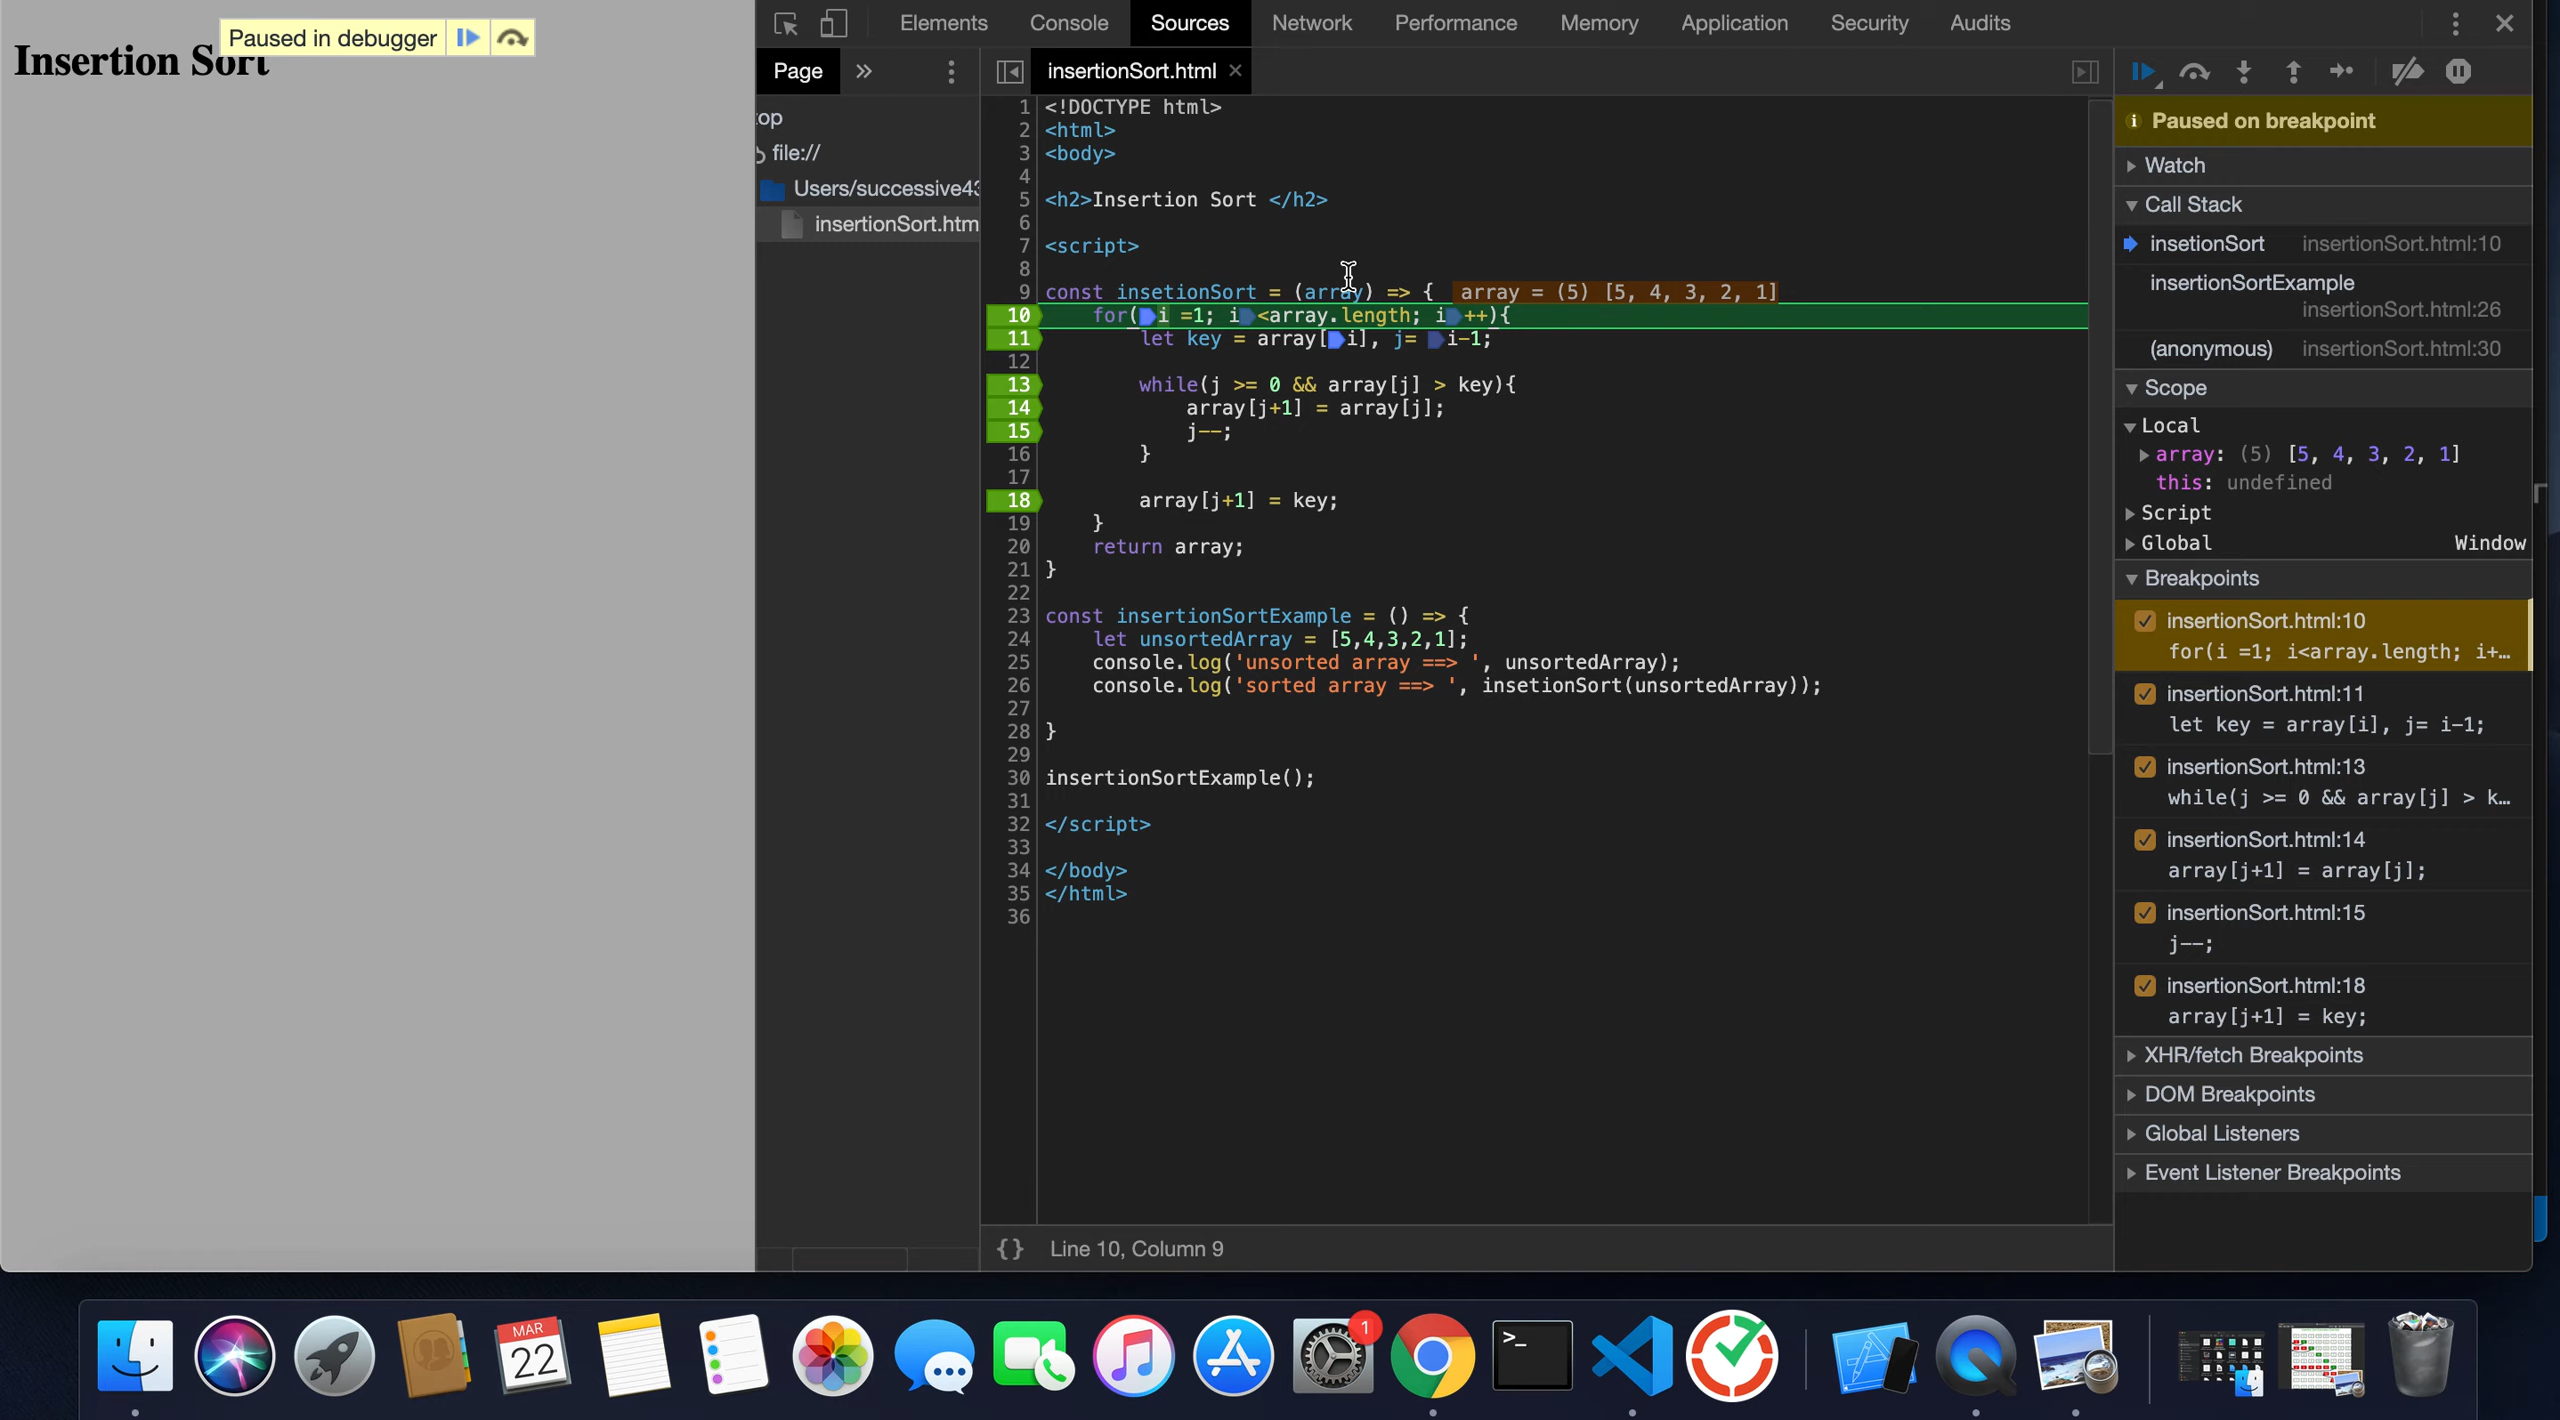 Paused in debugger
Insertion Sort
Elements Console Sources Network Performance Memory Application Security Audits
Page
insertionSort.html
op
file://
Users/successive43
insertionSort.htm
1 <!DOCTYPE html>
2 <html>
3 <body>
4
5 <h2>Insertion Sort </h2>
6
7 <script>
8
9 const insetionSort = (array) => { array = (5) [5, 4, 3, 2, 1]
10 for(i =1; i<array.length; i++){
11 let key = array[i], j= i-1;
12
13 while(j >= 0 && array[j] > key){
14 array[j+1] = array[j];
15 j--;
16 }
17
18 array[j+1] = key;
19 }
20 return array;
21 }
22
23 const insertionSortExample = () => {
24 let unsortedArray = [5,4,3,2,1];
25 console.log('unsorted array ==> ', unsortedArray);
26 console.log('sorted array ==> ', insetionSort(unsortedArray));
27
28 }
29
30 insertionSortExample();
31
32 </script>
33
34 </body>
35 </html>
36
{} Line 10, Column 9
Paused on breakpoint
Watch
Call Stack
insetionSort insertionSort.html:10
insertionSortExample
insertionSort.html:26
(anonymous) insertionSort.html:30
Scope
Local
array: (5) [5, 4, 3, 2, 1]
this: undefined
Script
Global Window
Breakpoints
insertionSort.html:10
for(i =1; i<array.length; i+…
insertionSort.html:11
let key = array[i], j= i-1;
insertionSort.html:13
while(j >= 0 && array[j] > k…
insertionSort.html:14
array[j+1] = array[j];
insertionSort.html:15
j--;
insertionSort.html:18
array[j+1] = key;
XHR/fetch Breakpoints
DOM Breakpoints
Global Listeners
Event Listener Breakpoints
MAR
22
1
>_